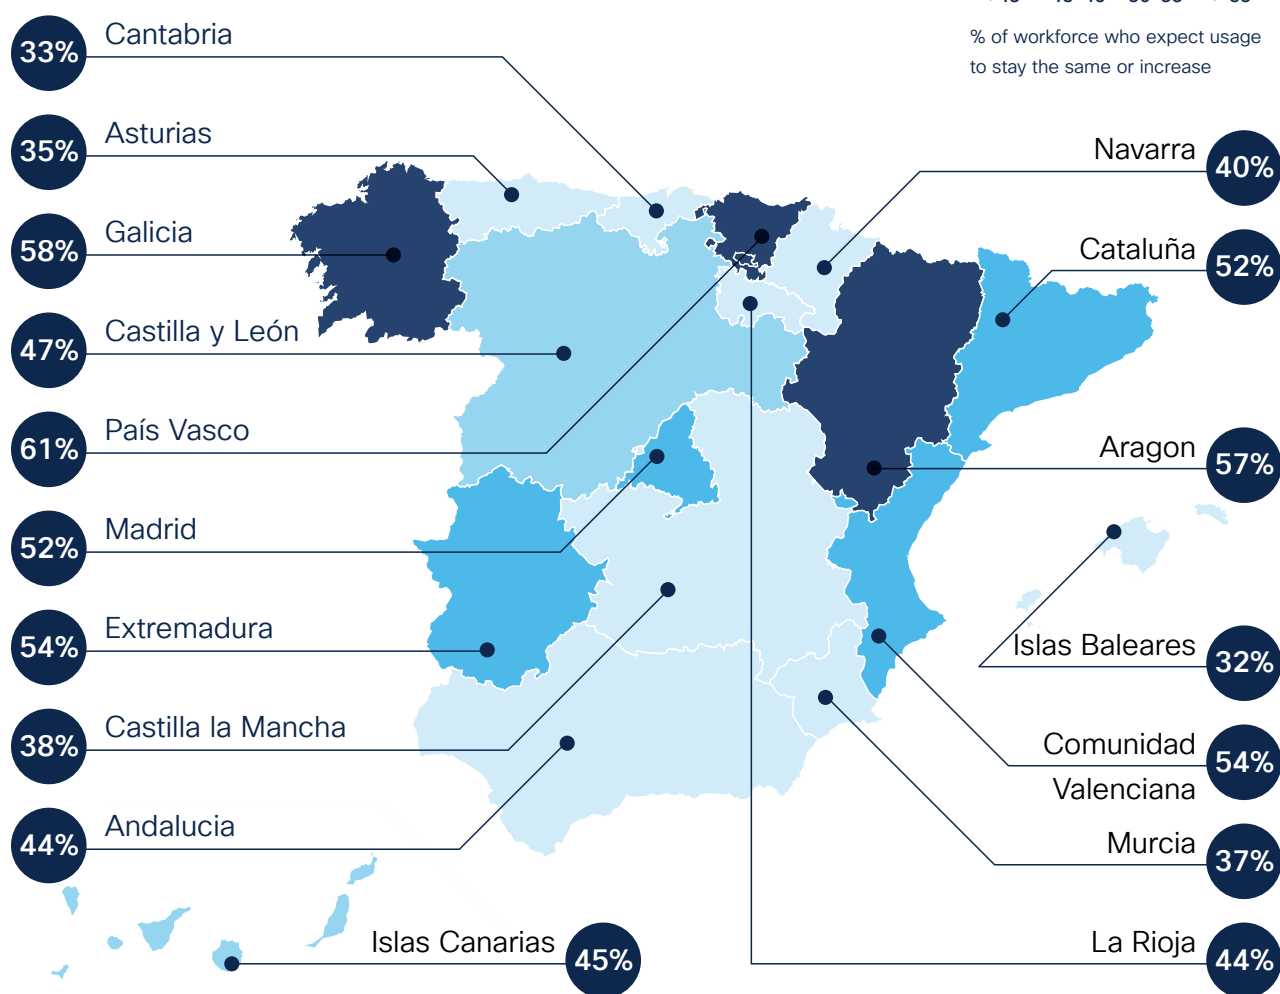 % of workforce who expect usage
to stay the same or increase
33% Cantabria
35% Asturias
58% Galicia
47% Castilla y León
61% País Vasco
52% Madrid
54% Extremadura
38% Castilla la Mancha
44% Andalucia
Islas Canarias 45%
Navarra 40%
Cataluña 52%
Aragon 57%
Islas Baleares 32%
Comunidad 54%
Valenciana
Murcia 37%
La Rioja 44%